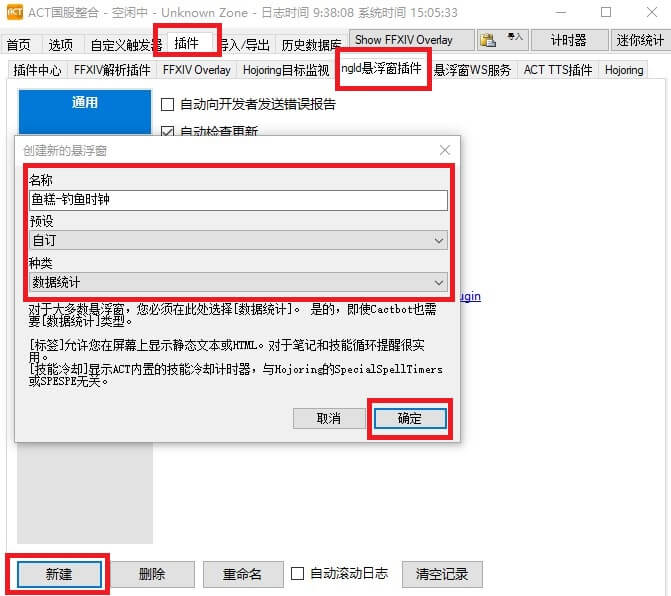 ACT国服整合 - 空闲中 - Unknown Zone - 日志时间 9:38:08 系统时间 15:05:33
首页 选项 自定义触发器 插件 导入/导出 历史数据库 Show FFXIV Overlay 导入 计时器 迷你统计
插件中心 FFXIV解析插件 FFXIV Overlay Hojoring目标监视 ngld悬浮窗插件 悬浮窗WS服务 ACT TTS插件 Hojoring
通用
自动向开发者发送错误报告
自动检查更新
创建新的悬浮窗
名称
鱼糕-钓鱼时钟
预设
自订
种类
数据统计
ugin
对于大多数悬浮窗，您必须在此处选择[数据统计]。 是的，即使Cactbot也需
要[数据统计]类型。
[标签]允许您在屏幕上显示静态文本或HTML。对于笔记和技能循环提醒很实
用。
[技能冷却]显示ACT内置的技能冷却计时器，与Hojoring的SpecialSpellTimers
或SPESPE无关。
取消 确定
新建 删除 重命名 自动滚动日志 清空记录